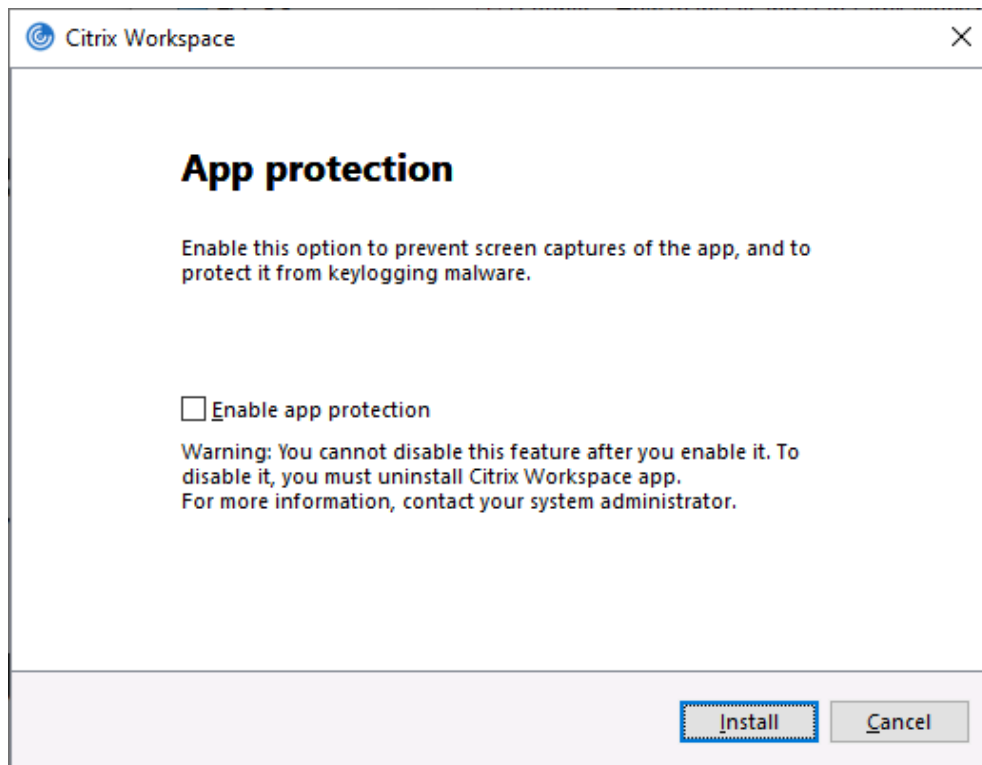 Citrix Workspace
App protection
Enable this option to prevent screen captures of the app, and to
protect it from keylogging malware.
Enable app protection
Warning: You cannot disable this feature after you enable it. To
disable it, you must uninstall Citrix Workspace app.
For more information, contact your system administrator.
Install
Cancel